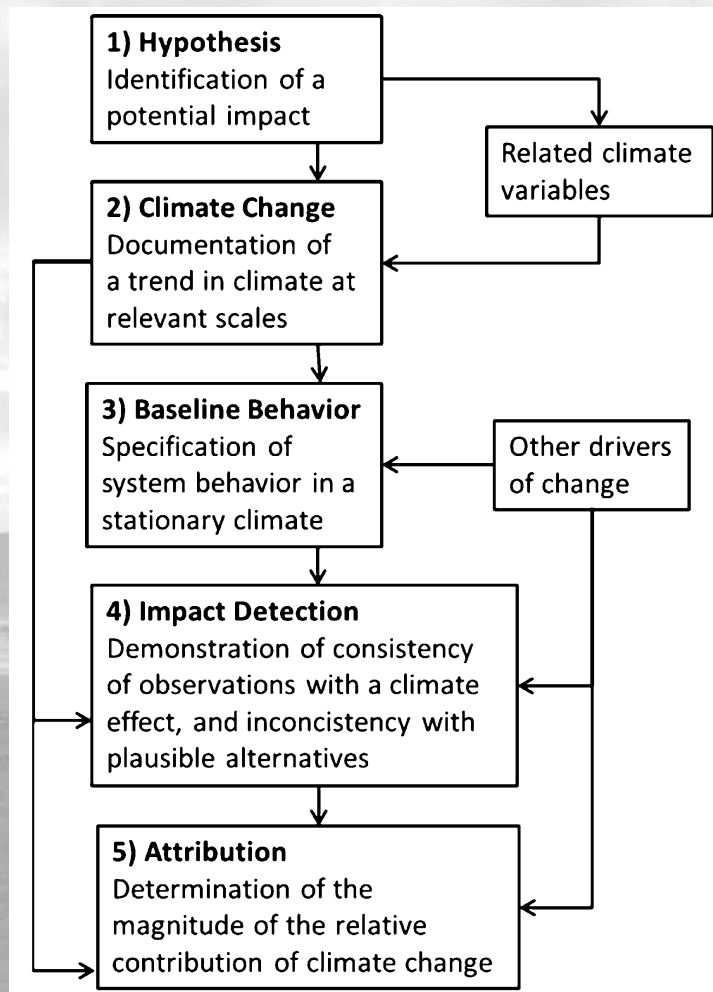 1) Hypothesis
Identification of a
potential impact
Related climate
variables
2) Climate Change
Documentation of
a trend in climate at
relevant scales
3) Baseline Behavior
Specification of
system behavior in a
stationary climate
Other drivers
of change
4) Impact Detection
Demonstration of consistency
of observations with a climate
effect, and inconcistency with
plausible alternatives
5) Attribution
Determination of the
magnitude of the relative
contribution of climate change